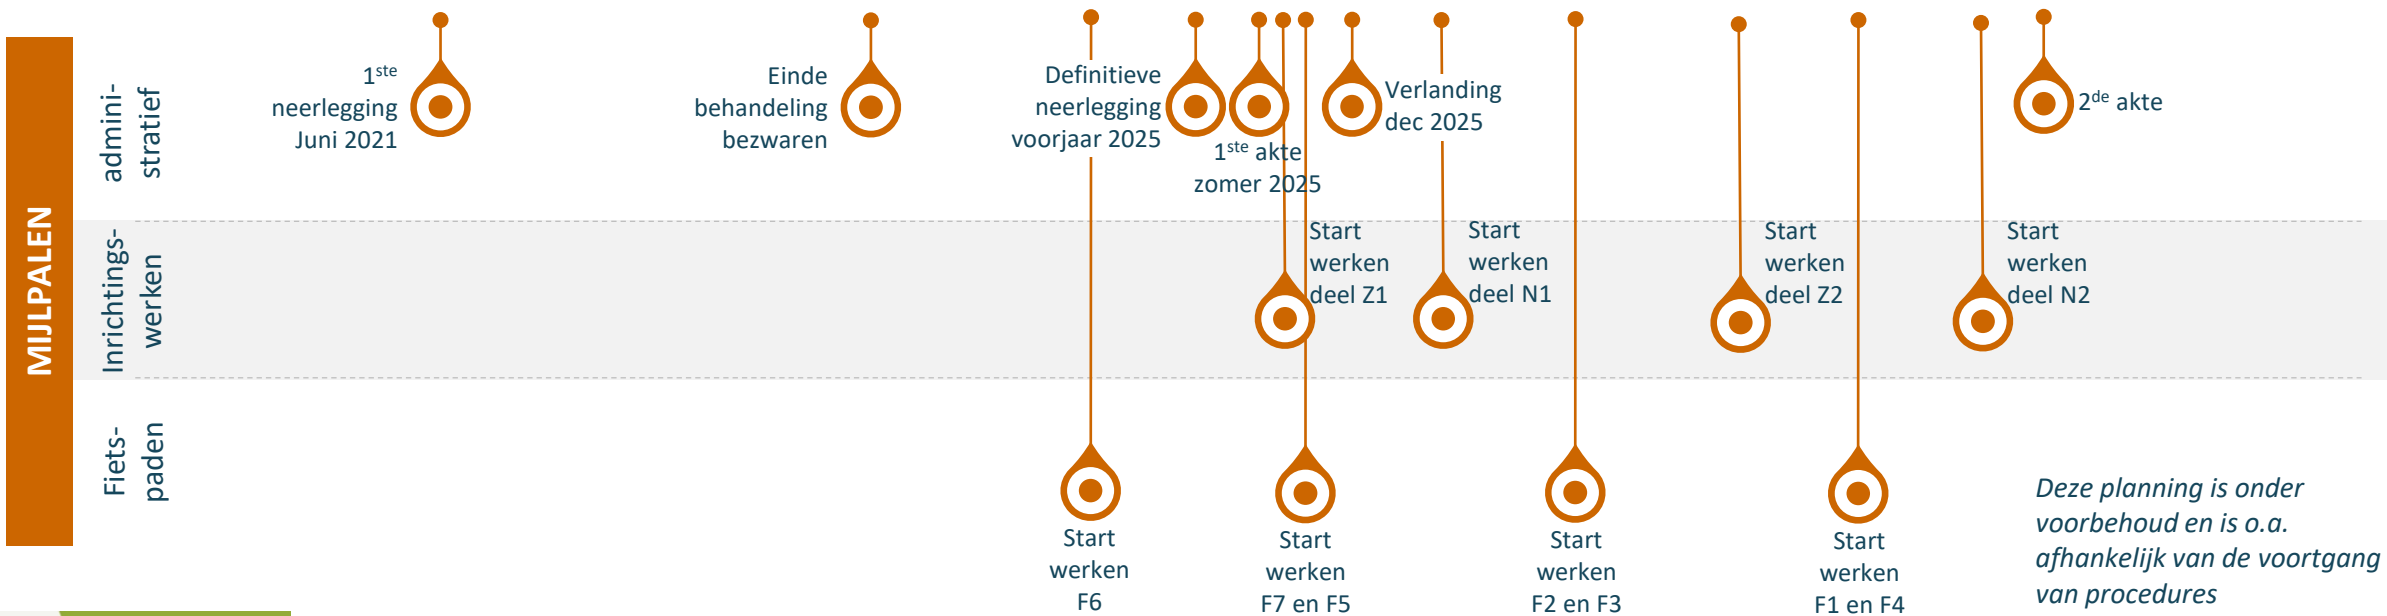 MIJLPALEN
admini-
stratief
1ste
neerlegging
Juni 2021
Einde
behandeling
bezwaren
Definitieve
neerlegging
voorjaar 2025
1ste akte
zomer 2025
Verlanding
dec 2025
2de akte
Inrichtings-
werken
Start
werken
deel Z1
Start
werken
deel N1
Start
werken
deel Z2
Start
werken
deel N2
Fiets-
paden
Start
werken
F6
Start
werken
F7 en F5
Start
werken
F2 en F3
Start
werken
F1 en F4
Deze planning is onder
voorbehoud en is o.a.
afhankelijk van de voortgang
van procedures